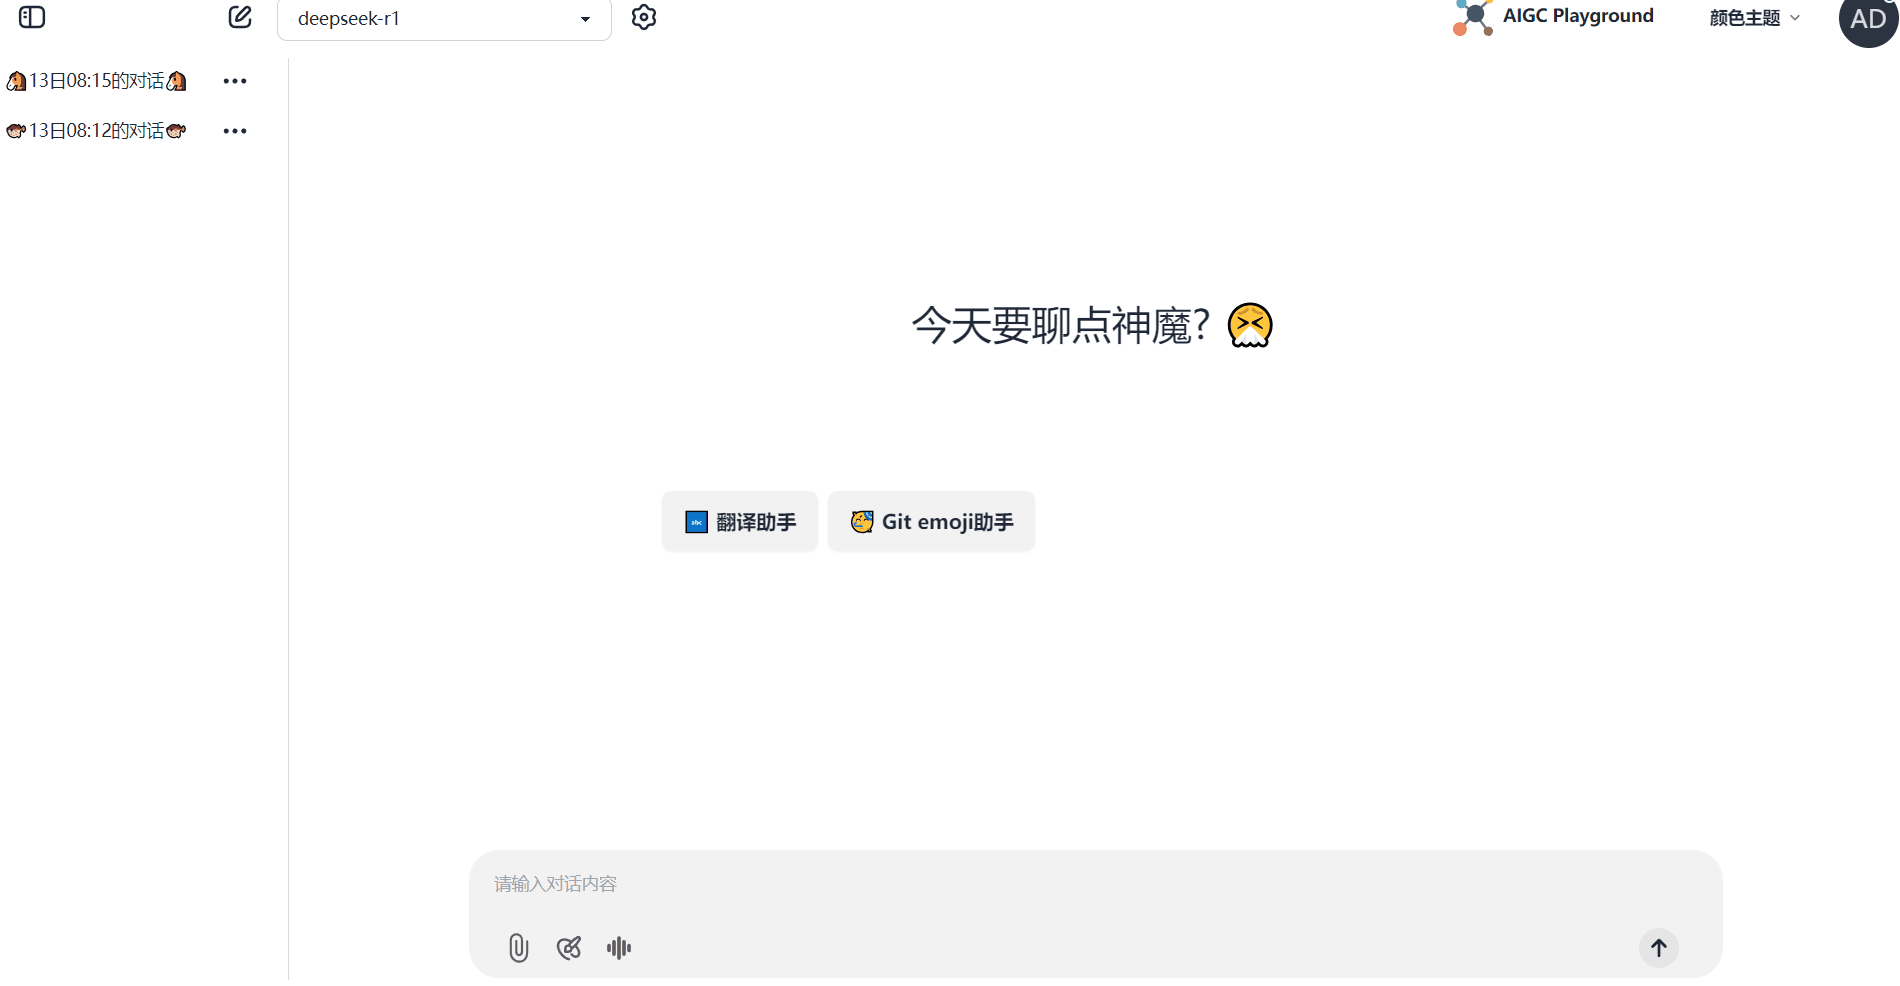 deepseek-r1
AIGC Playground
颜色主题
AD
13日08:15的对话
13日08:12的对话
今天要聊点神魔?
abc
翻译助手
Git emoji助手
请输入对话内容